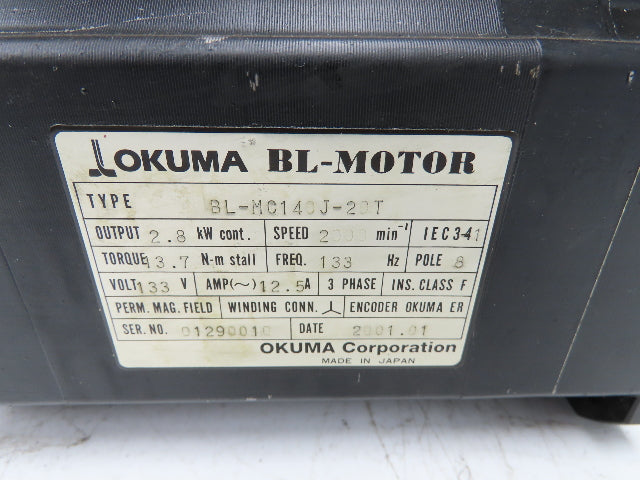 OKUMA BL-MOTOR
TYPE BL-MC140J-20T
OUTPUT 2.8 kW cont. SPEED 2000 min⁻¹ IEC34-1
TORQUE 13.7 N-m stall FREQ. 133 Hz POLE 8
VOLT 133 V AMP(~) 12.5A 3 PHASE INS. CLASS F
PERM. MAG. FIELD WINDING CONN. ENCODER OKUMA ER
SER. NO. DATE 2001.01
OKUMA Corporation
MADE IN JAPAN